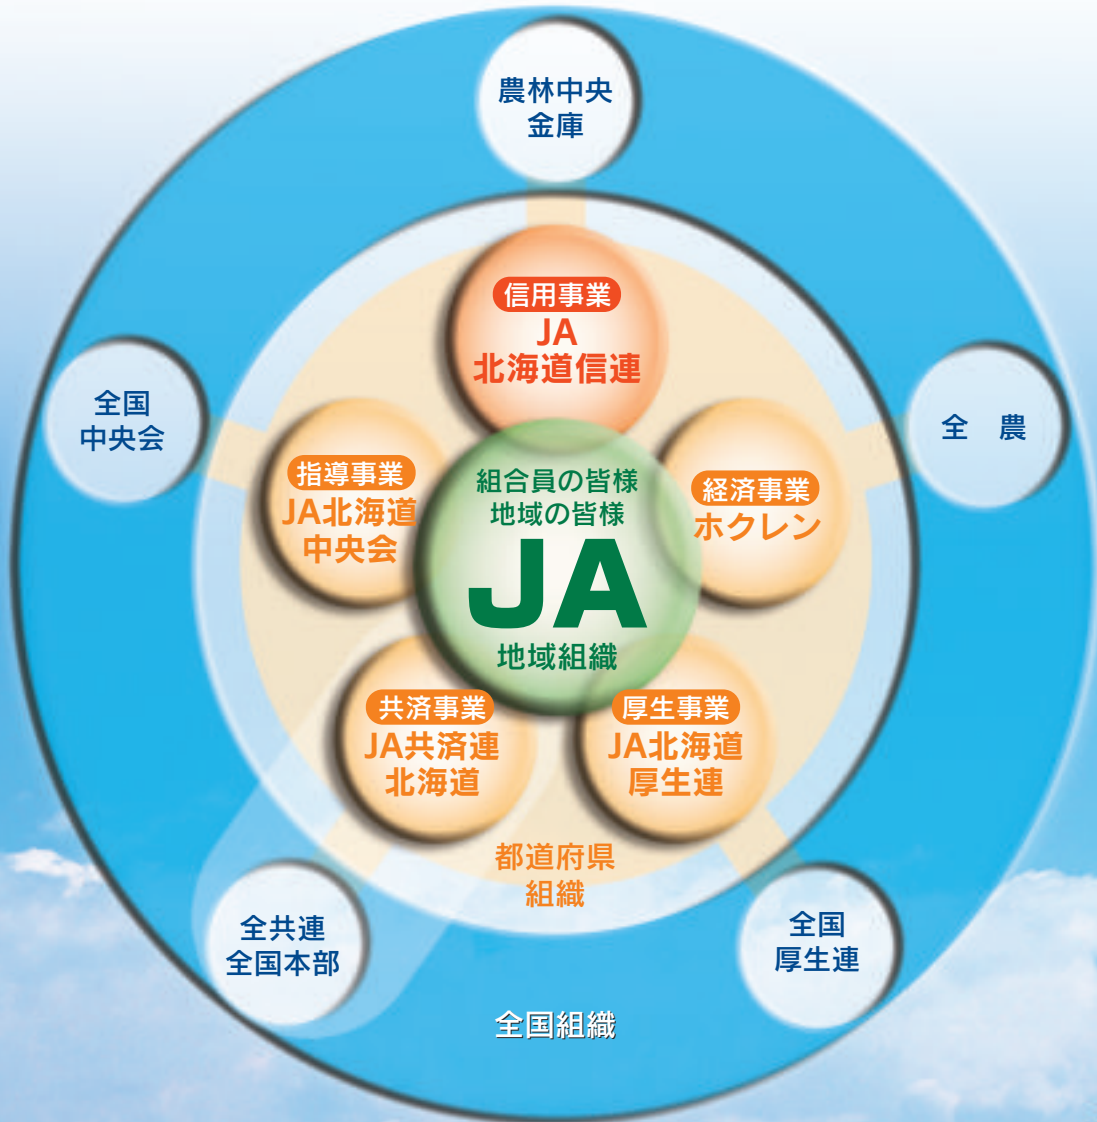 農林中央
金庫
信用事業
JA
北海道信連
全国
中央会
全 農
指導事業
JA北海道
中央会
組合員の皆様
地域の皆様
JA
地域組織
経済事業
ホクレン
共済事業
JA共済連
北海道
厚生事業
JA北海道
厚生連
都道府県
組織
全共連
全国本部
全国
厚生連
全国組織